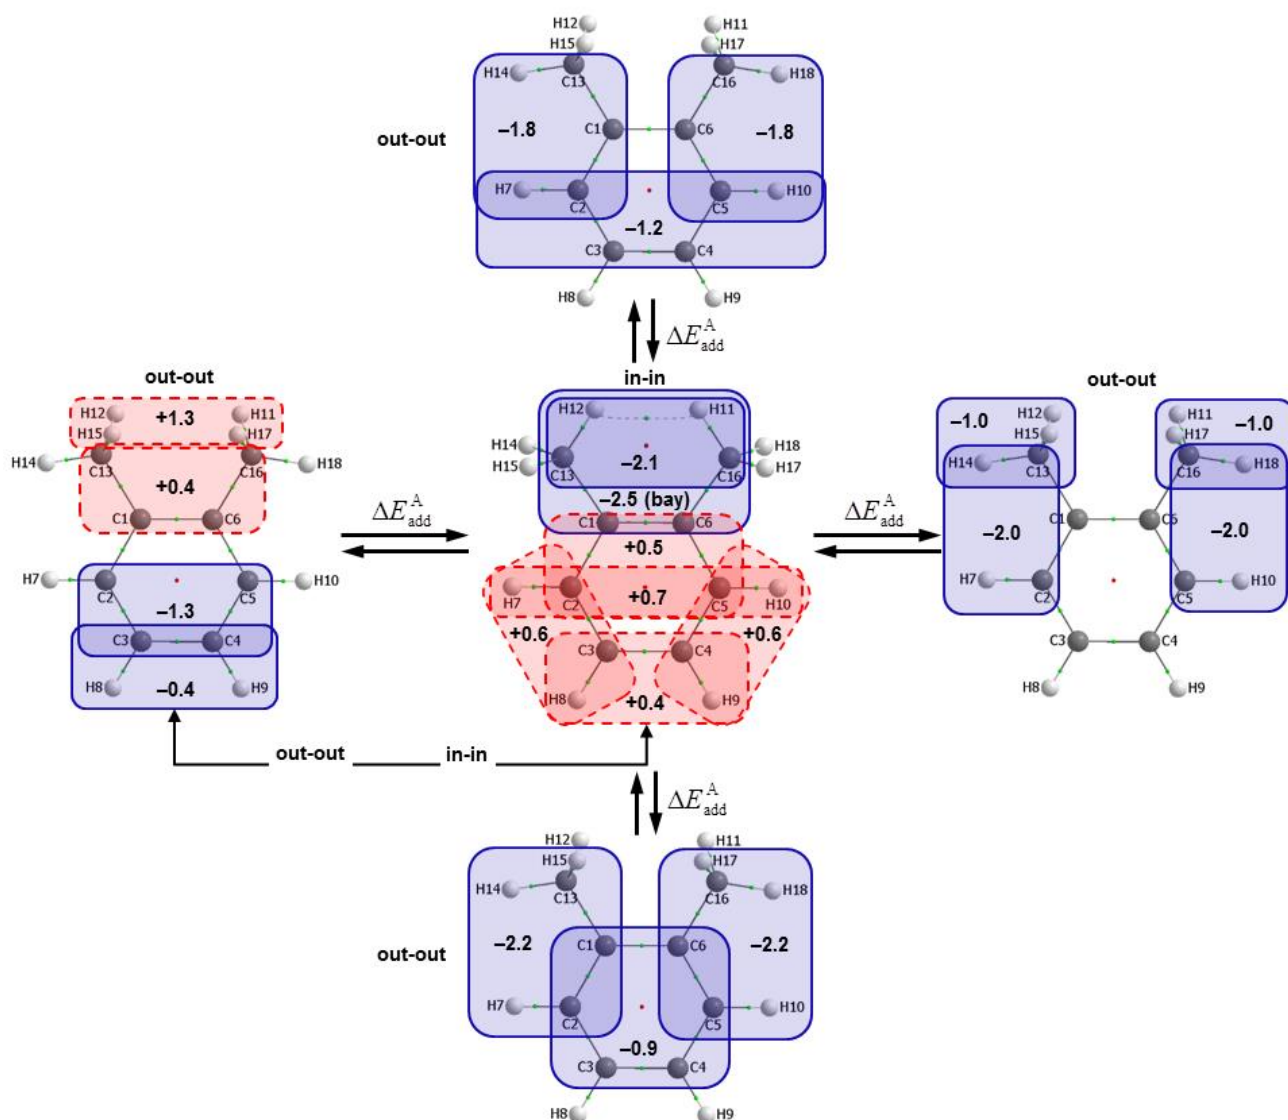 H12 H11
H15 H17
H14 C13 C16 H18
out-out –1.8 C1 C6 –1.8
H7 C2 C5 H10
–1.2
C3 C4
H8 H9
ΔE A add
out-out
H12 +1.3 H11
H15 H17
H14 C13 C16 H18
+0.4
C1 C6
H7 C2 C5 H10
–1.3
C3 C4
H8 –0.4 H9
ΔE A add
in-in
H12 H11
H14 H18
H15 C13 –2.1 C16 H17
–2.5 (bay)
C1 C6
+0.5
H7 C2 +0.7 C5 H10
+0.6 +0.6
C3 C4
H8 +0.4 H9
ΔE A add
out-out
–1.0 H12 H11 –1.0
H15 H17
H14 C13 C16 H18
C1 C6
–2.0 –2.0
H7 C2 C5 H10
C3 C4
H8 H9
out-out in-in
ΔE A add
H12 H11
H15 H17
H14 C13 C16 H18
out-out –2.2 C1 C6 –2.2
H7 C2 C5 H10
–0.9
C3 C4
H8 H9